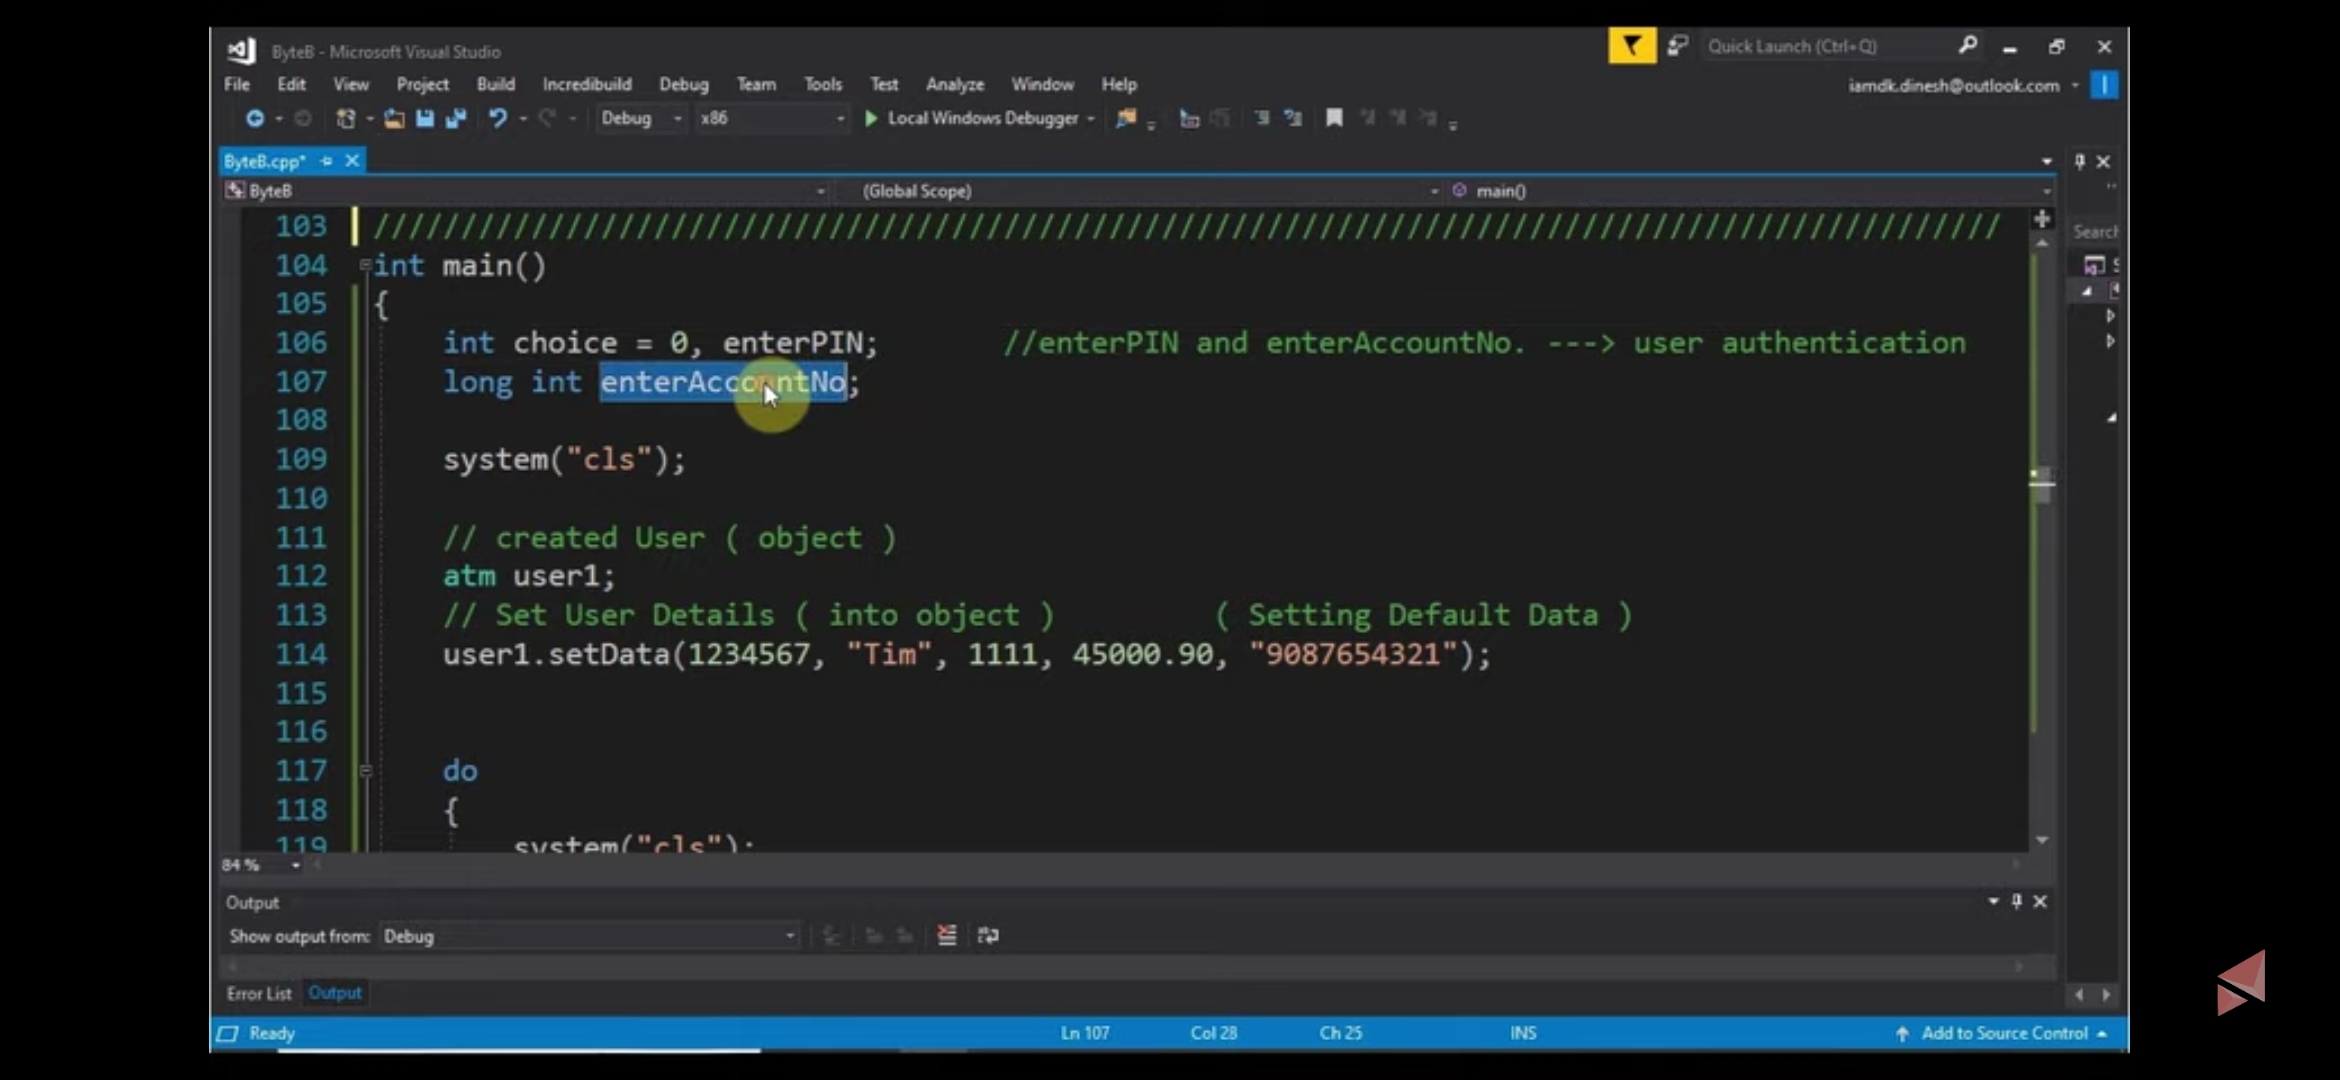 ByteB - Microsoft Visual Studio
Quick Launch (Ctrl+Q)
File Edit View Project Build Incredibuild Debug Team Tools Test Analyze Window Help
iamdk.dinesh@outlook.com
Debug x86 Local Windows Debugger
ByteB.cpp*
ByteB (Global Scope) main()
Search
103 /////////////////////////////////////////////////////////////////////////////////////////////
104 int main()
105 {
106 int choice = 0, enterPIN; //enterPIN and enterAccountNo. ---> user authentication
107 long int enterAccountNo;
108
109 system("cls");
110
111 // created User ( object )
112 atm user1;
113 // Set User Details ( into object ) ( Setting Default Data )
114 user1.setData(1234567, "Tim", 1111, 45000.90, "9087654321");
115
116
117 do
118 {
119 system("cls");
84 %
Output
Show output from: Debug
Error List Output
Ready Ln 107 Col 28 Ch 25 INS Add to Source Control